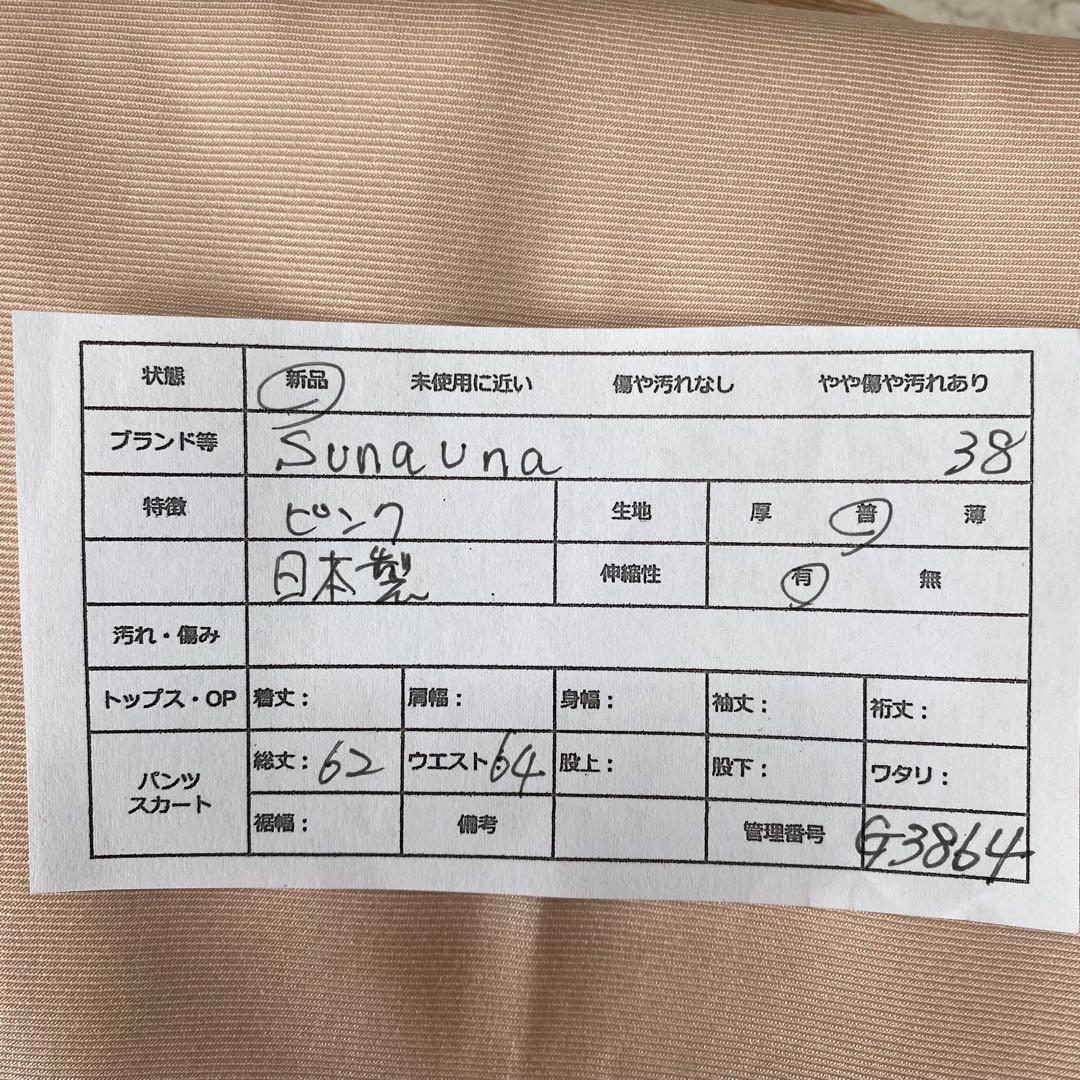 状態 新品 未使用に近い 傷や汚れなし やや傷や汚れあり
ブランド等 Sunauna 38
特徴 ピンク 生地 厚 普 薄
日本製 伸縮性 有 無
汚れ・傷み
トップス・OP 着丈： 肩幅： 身幅： 袖丈： 裄丈：
パンツ スカート 総丈：62 ウエスト：64 股上： 股下： ワタリ：
裾幅： 備考 管理番号 G3864